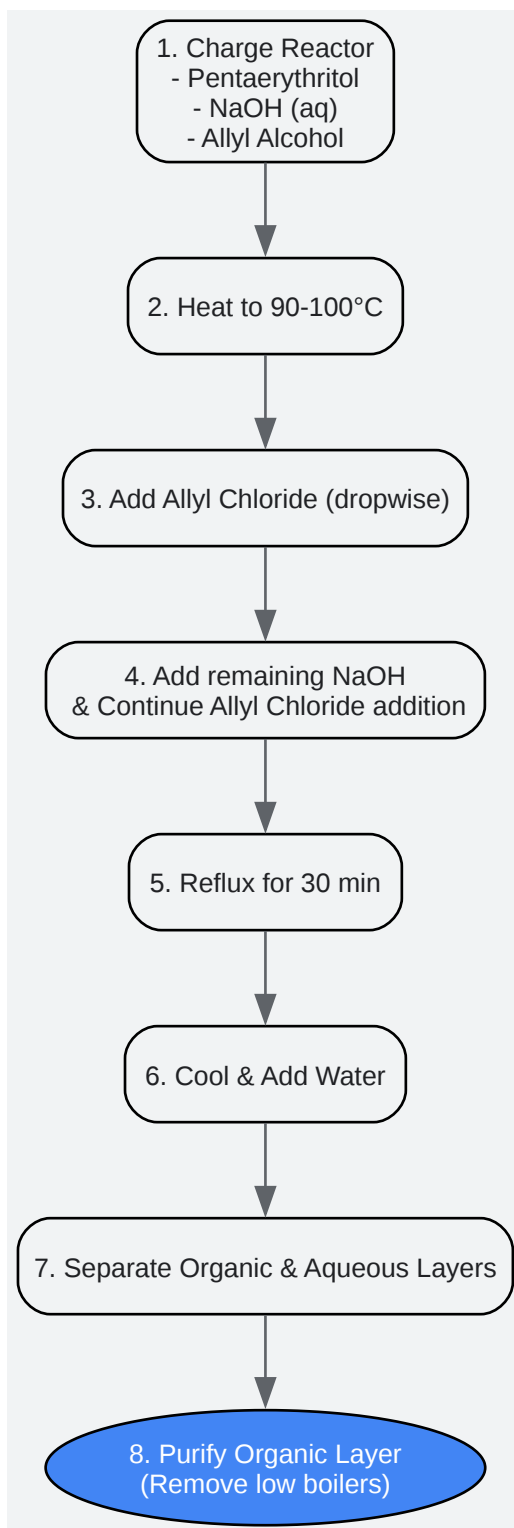 1. Charge Reactor
- Pentaerythritol
- NaOH (aq)
- Allyl Alcohol
2. Heat to 90-100°C
3. Add Allyl Chloride (dropwise)
4. Add remaining NaOH
& Continue Allyl Chloride addition
5. Reflux for 30 min
6. Cool & Add Water
7. Separate Organic & Aqueous Layers
8. Purify Organic Layer
(Remove low boilers)